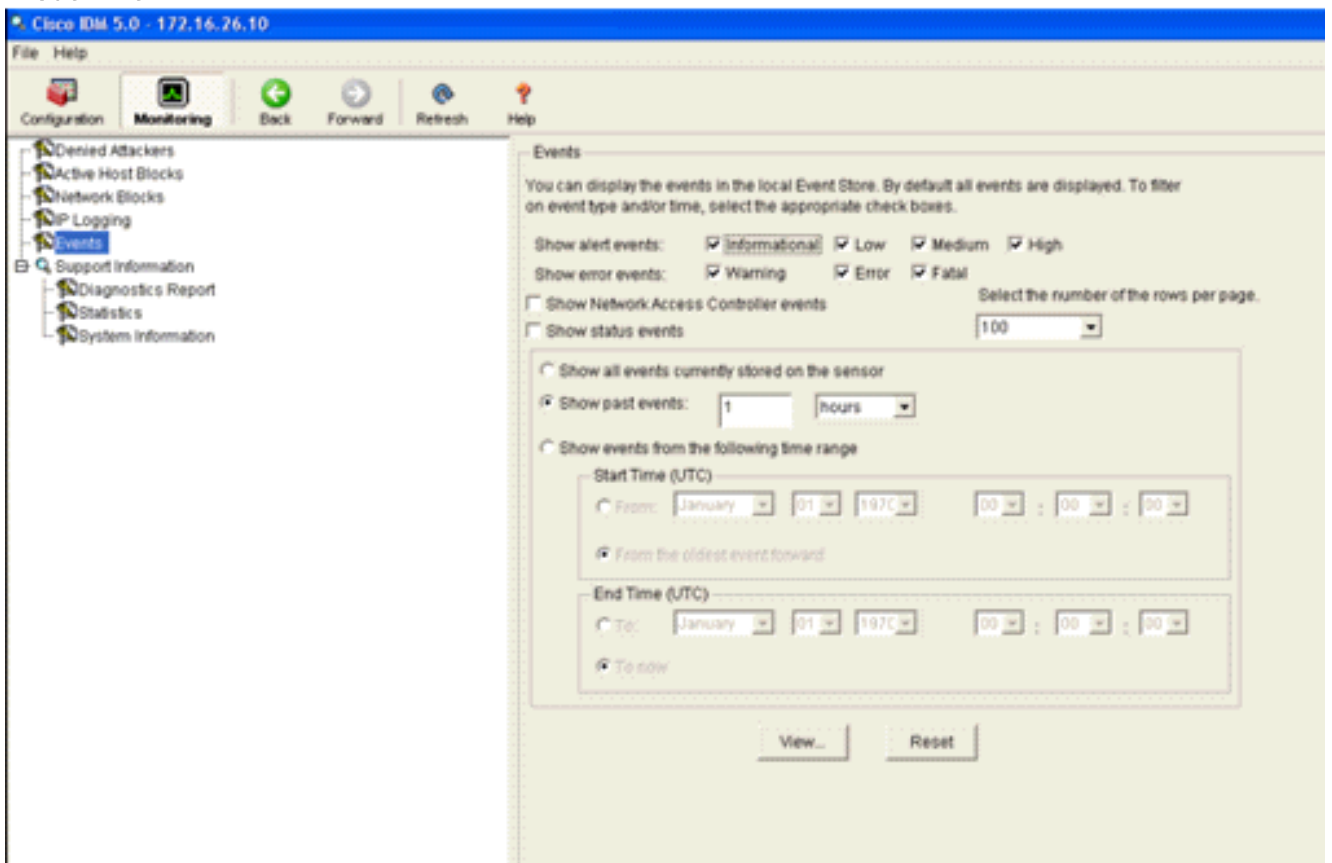 Cisco IDM 5.0 - 172.16.26.10
File Help
Configuration Monitoring Back Forward Refresh Help
Denied Attackers
Active Host Blocks
Network Blocks
IP Logging
Events
Support Information
Diagnostics Report
Statistics
System Information
Events
You can display the events in the local Event Store. By default all events are displayed. To filter
on event type and/or time, select the appropriate check boxes.
Show alert events: Informational Low Medium High
Show error events: Warning Error Fatal
Show Network Access Controller events
Select the number of the rows per page.
Show status events
100
Show all events currently stored on the sensor
Show past events: 1 hours
Show events from the following time range
Start Time (UTC)
From: January 01 1970 00 : 00 : 00
From the oldest event forward
End Time (UTC)
To: January 01 1970 00 : 00 : 00
To now
View... Reset